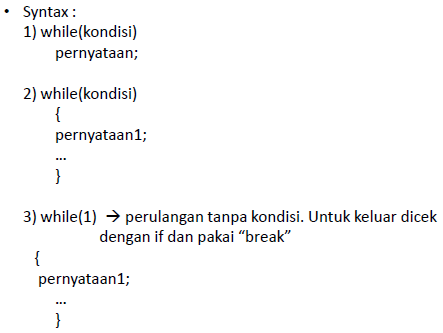 • Syntax :
1) while(kondisi)
pernyataan;
2) while(kondisi)
{
pernyataan1;
...
}
3) while(1) → perulangan tanpa kondisi. Untuk keluar dicek
dengan if dan pakai “break”
{
pernyataan1;
...
}